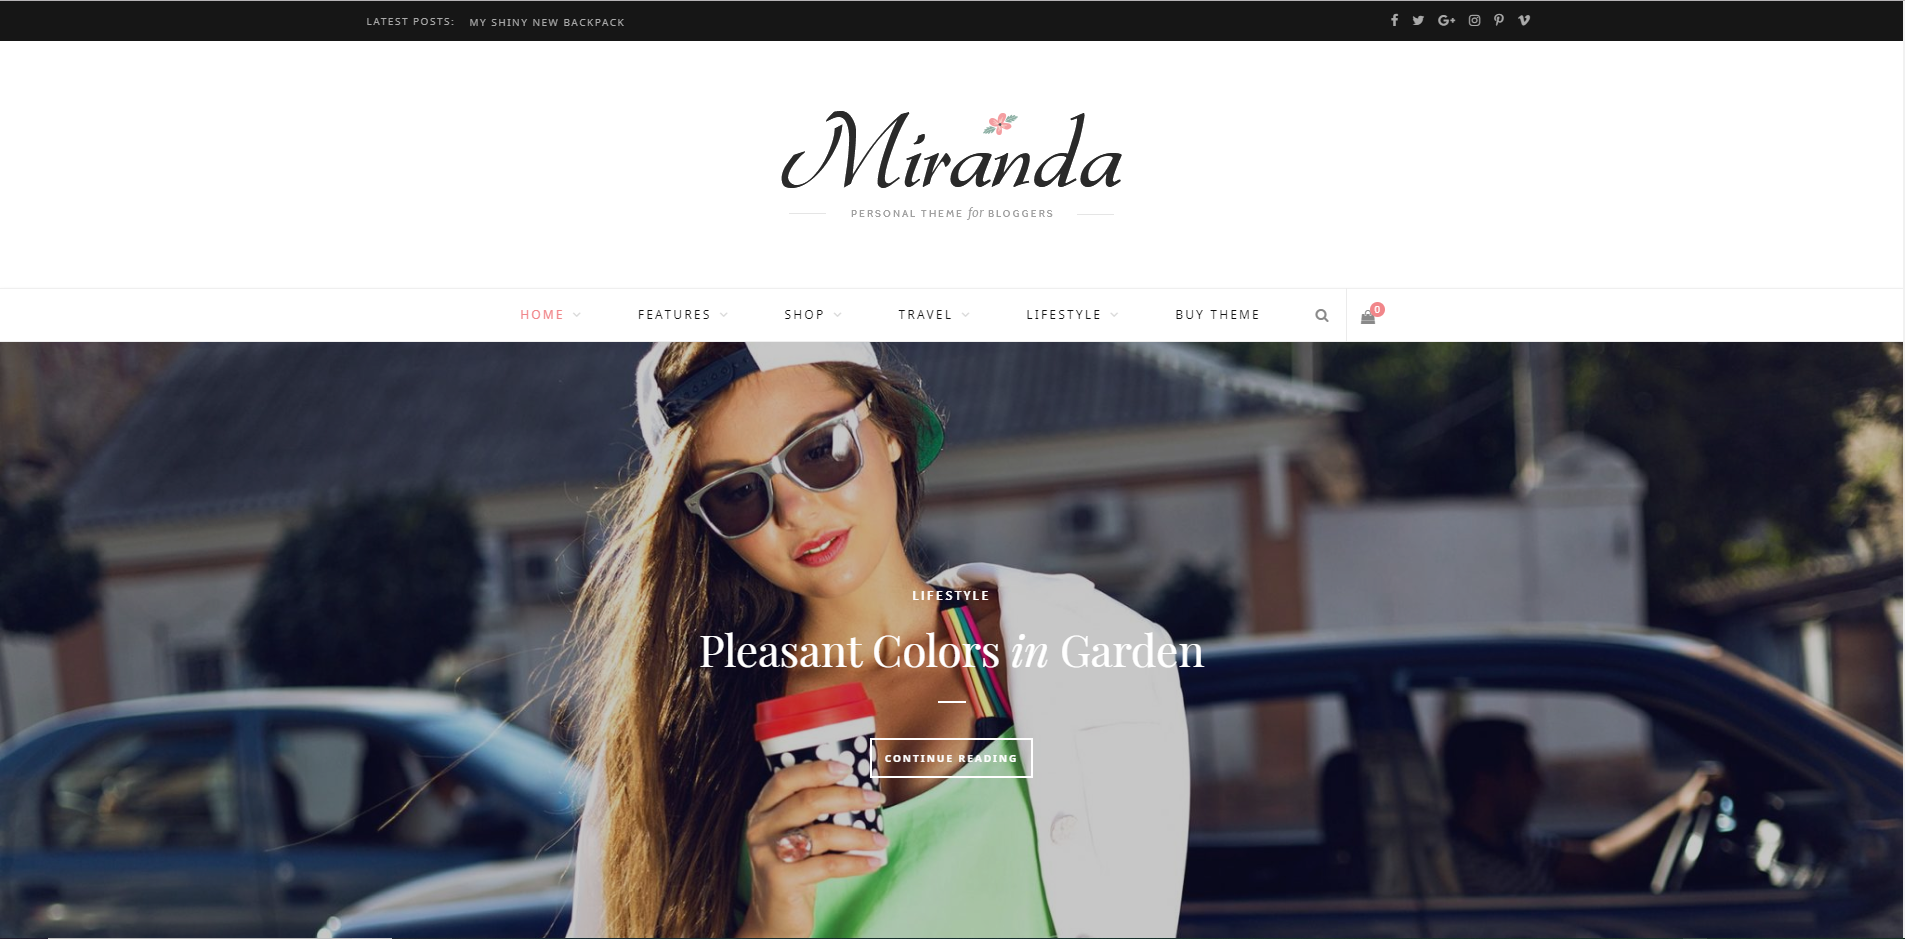 LATEST POSTS: MY SHINY NEW BACKPACK
Miranda
PERSONAL THEME for BLOGGERS
HOME FEATURES SHOP TRAVEL LIFESTYLE BUY THEME 0
LIFESTYLE
Pleasant Colors in Garden
CONTINUE READING